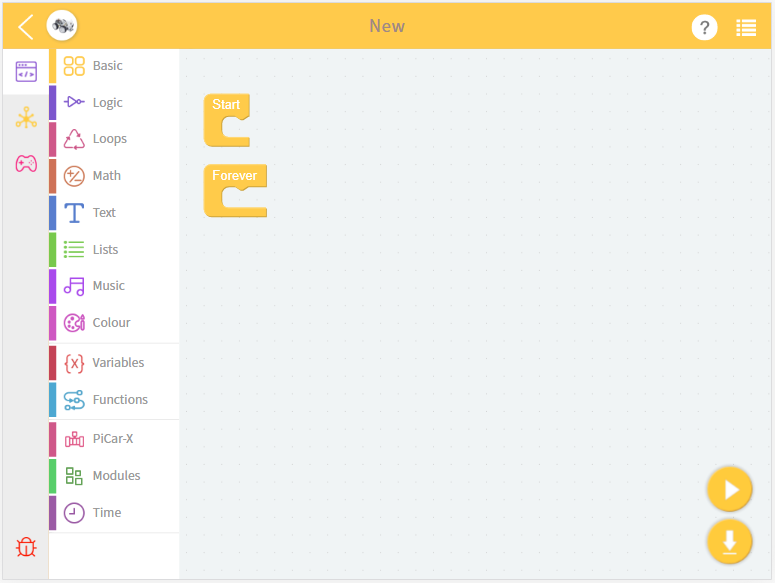 New
?
Basic
Logic
Loops
Math
Text
Lists
Music
Colour
Variables
Functions
PiCar-X
Modules
Time
Start
Forever